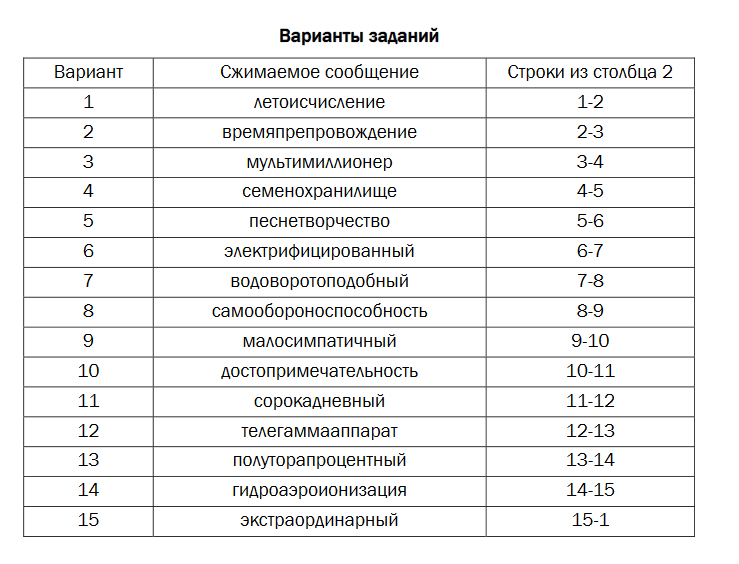 Варианты заданий
Вариант Сжимаемое сообщение Строки из столбца 2
1 летоисчисление 1-2
2 времяпрепровождение 2-3
3 мультимиллионер 3-4
4 семенохранилище 4-5
5 песнетворчество 5-6
6 электрифицированный 6-7
7 водоворотоподобный 7-8
8 самообороноспособность 8-9
9 малосимпатичный 9-10
10 достопримечательность 10-11
11 сорокадневный 11-12
12 телегаммааппарат 12-13
13 полуторапроцентный 13-14
14 гидроаэроионизация 14-15
15 экстраординарный 15-1